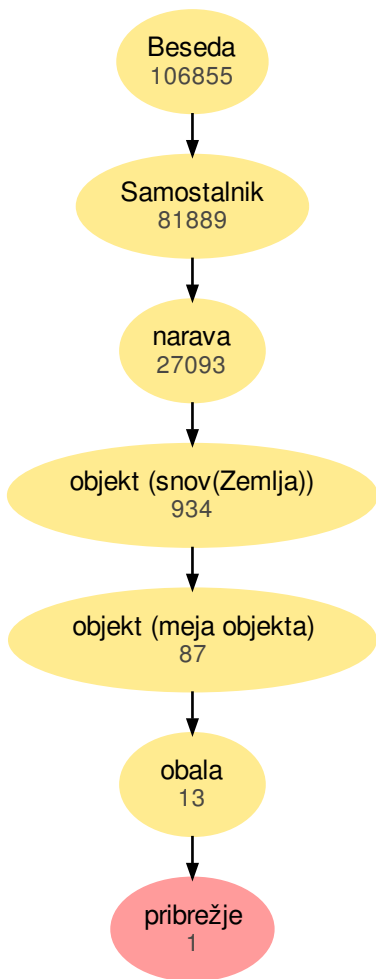 Beseda
106855
Samostalnik
81889
narava
27093
objekt (snov(Zemlja))
934
objekt (meja objekta)
87
obala
13
pribrežje
1